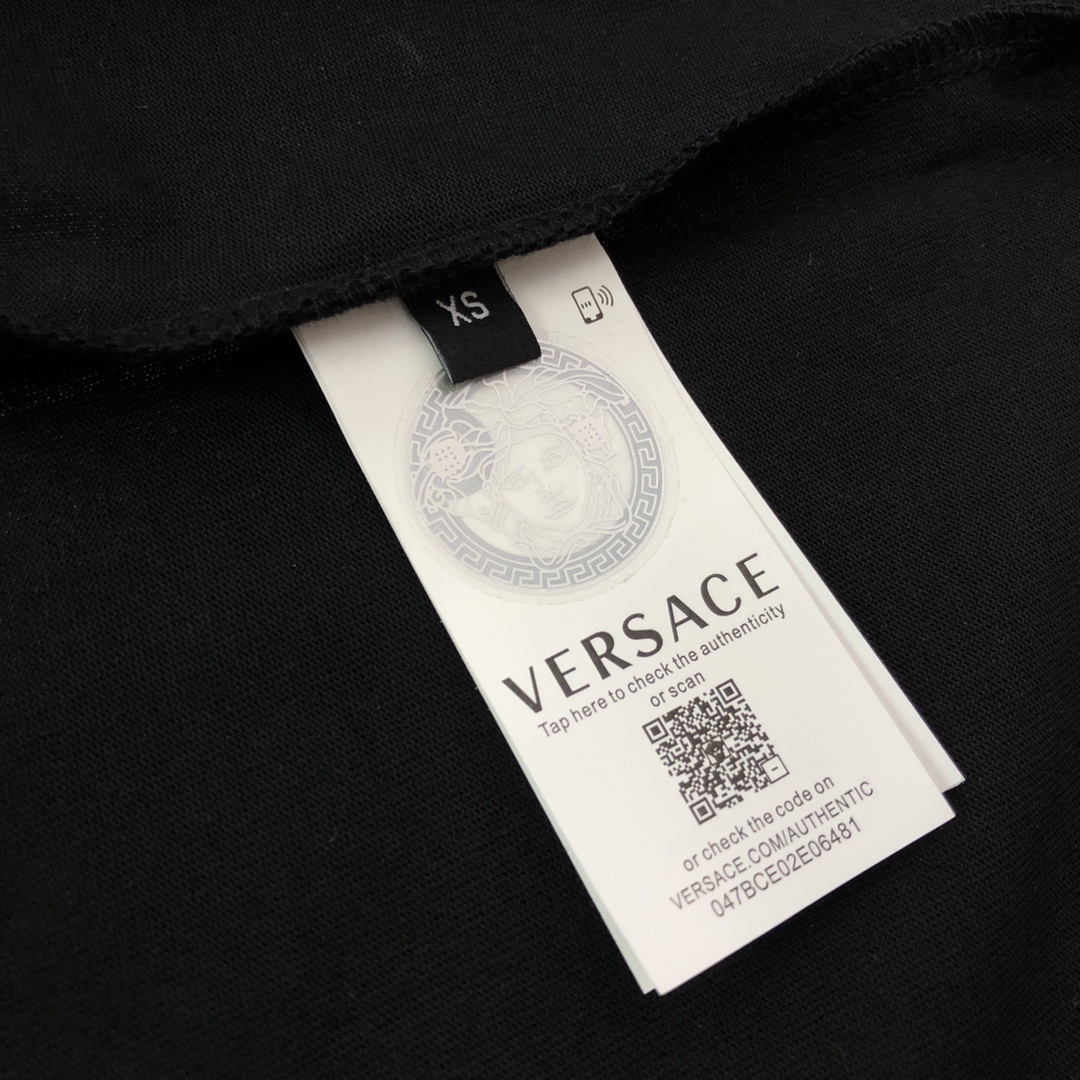 XS
VERSACE
Tap here to check the authenticity
or scan
or check the code on
VERSACE.COM/AUTHENTIC
047BCE02E06481